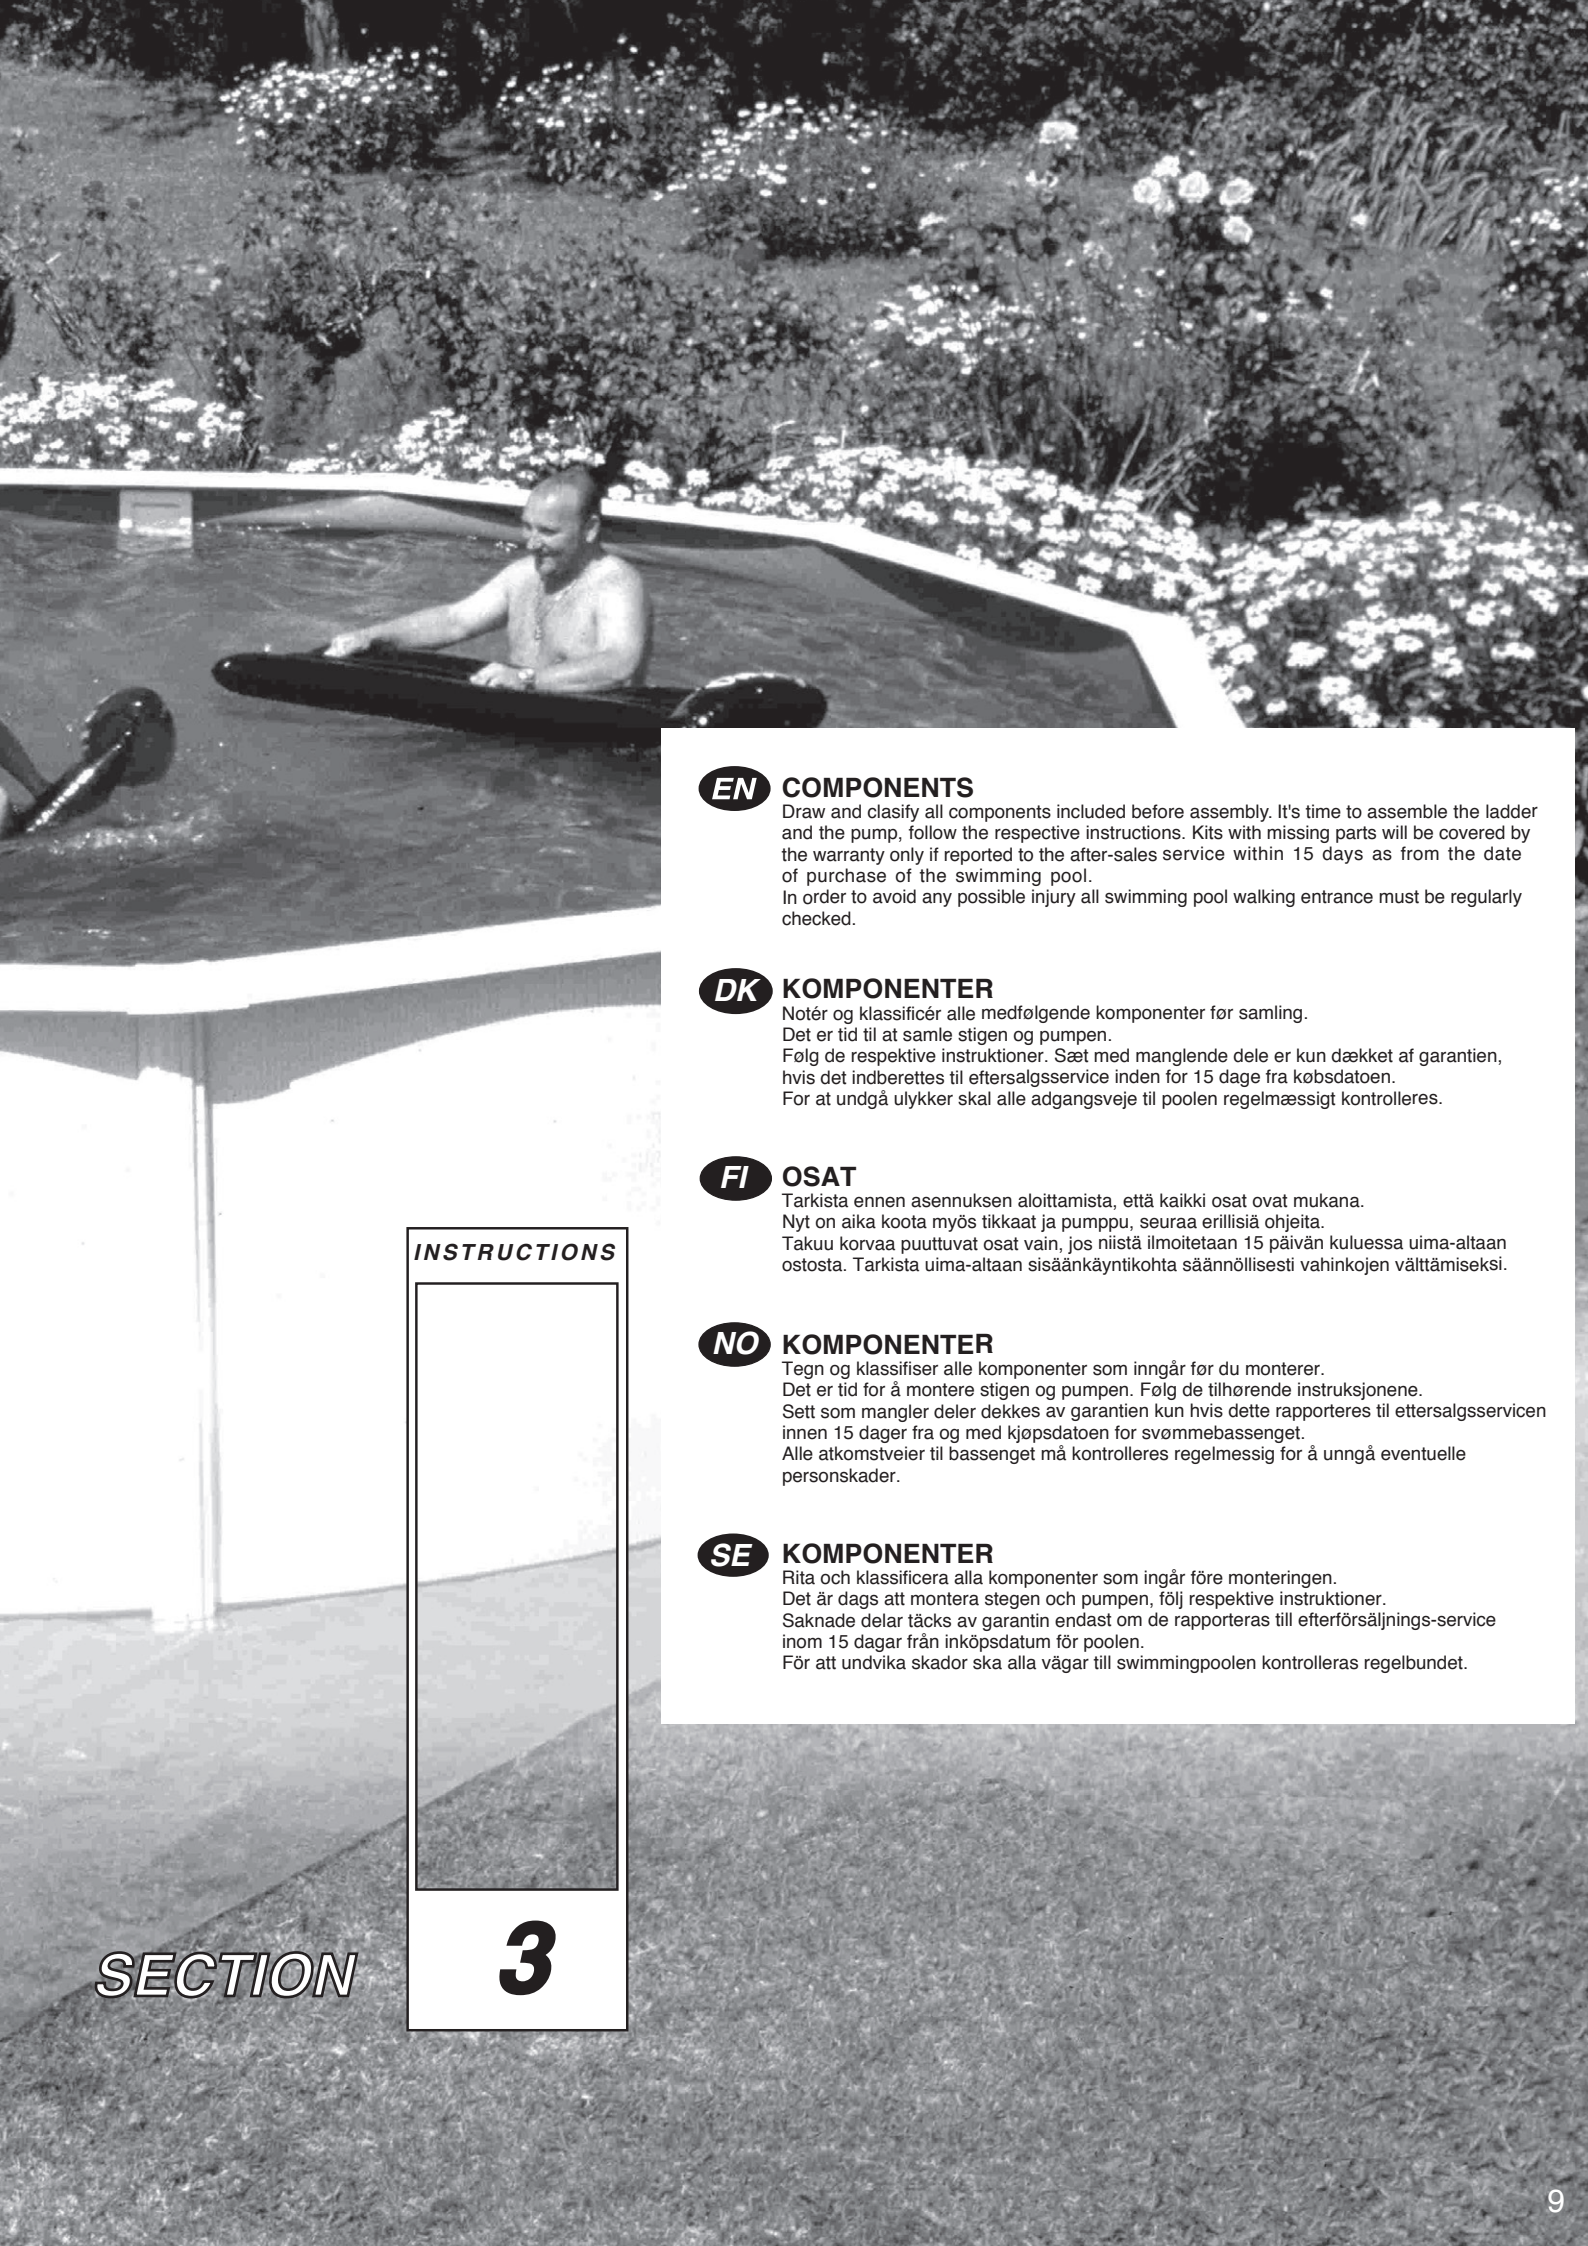 EN COMPONENTS
Draw and clasify all components included before assembly. It's time to assemble the ladder
and the pump, follow the respective instructions. Kits with missing parts will be covered by
the warranty only if reported to the after-sales service within 15 days as from the date
of purchase of the swimming pool.
In order to avoid any possible injury all swimming pool walking entrance must be regularly
checked.
DK KOMPONENTER
Notér og klassificér alle medfølgende komponenter før samling.
Det er tid til at samle stigen og pumpen.
Følg de respektive instruktioner. Sæt med manglende dele er kun dækket af garantien,
hvis det indberettes til eftersalgsservice inden for 15 dage fra købsdatoen.
For at undgå ulykker skal alle adgangsveje til poolen regelmæssigt kontrolleres.
FI OSAT
Tarkista ennen asennuksen aloittamista, että kaikki osat ovat mukana.
Nyt on aika koota myös tikkaat ja pumppu, seuraa erillisiä ohjeita.
Takuu korvaa puuttuvat osat vain, jos niistä ilmoitetaan 15 päivän kuluessa uima-altaan
ostosta. Tarkista uima-altaan sisäänkäyntikohta säännöllisesti vahinkojen välttämiseksi.
NO KOMPONENTER
Tegn og klassifiser alle komponenter som inngår før du monterer.
Det er tid for å montere stigen og pumpen. Følg de tilhørende instruksjonene.
Sett som mangler deler dekkes av garantien kun hvis dette rapporteres til ettersalgsservicen
innen 15 dager fra og med kjøpsdatoen for svømmebassenget.
Alle atkomstveier til bassenget må kontrolleres regelmessig for å unngå eventuelle
personskader.
SE KOMPONENTER
Rita och klassificera alla komponenter som ingår före monteringen.
Det är dags att montera stegen och pumpen, följ respektive instruktioner.
Saknade delar täcks av garantin endast om de rapporteras till efterförsäljnings-service
inom 15 dagar från inköpsdatum för poolen.
För att undvika skador ska alla vägar till swimmingpoolen kontrolleras regelbundet.
INSTRUCTIONS
SECTION 3
9